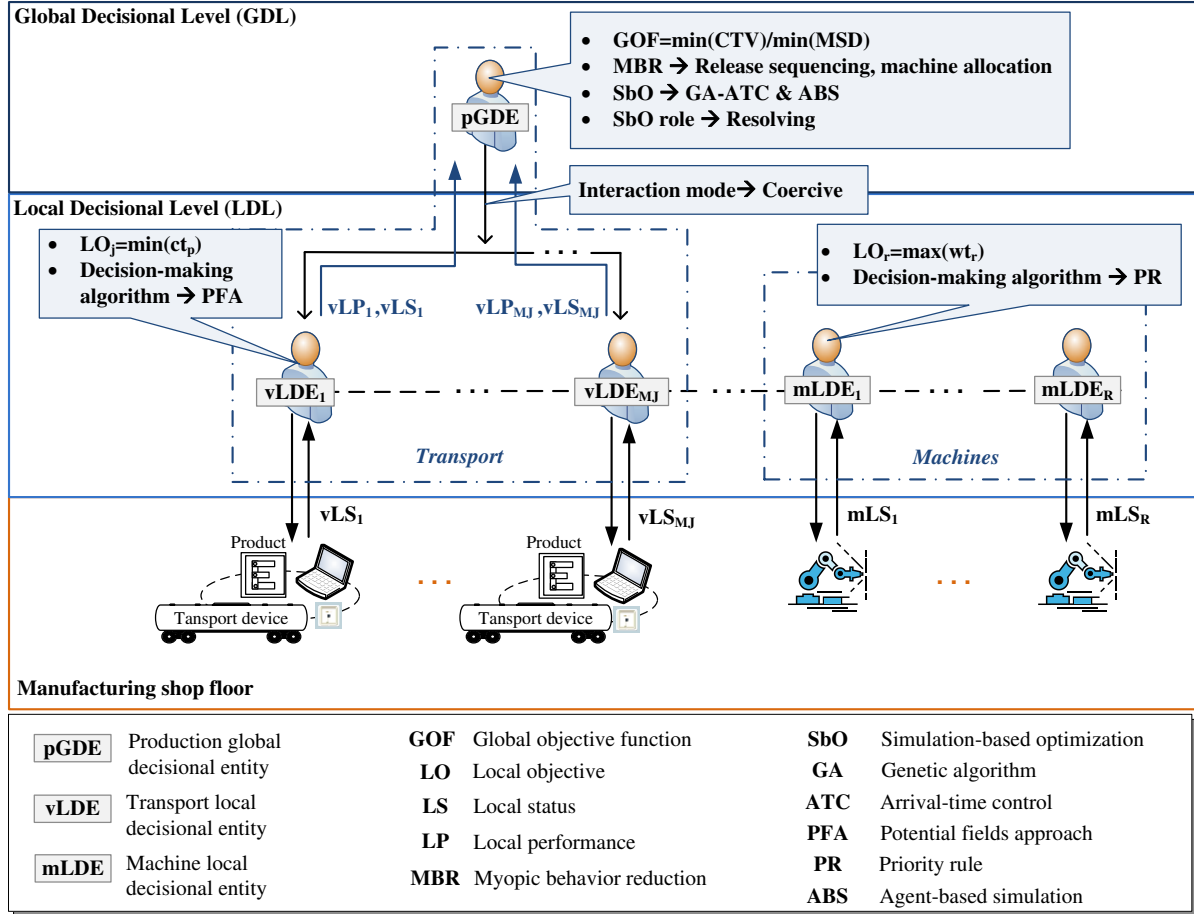 Global Decisional Level (GDL)
• GOF=min(CTV)/min(MSD)
• MBR → Release sequencing, machine allocation
• SbO → GA-ATC & ABS
• SbO role → Resolving
pGDE
Interaction mode → Coercive
Local Decisional Level (LDL)
• LOj=min(ctp)
• Decision-making
algorithm → PFA
• LOr=max(wtr)
• Decision-making algorithm → PR
. . .
vLP1 ,vLS1
vLPMJ ,vLSMJ
vLDE1
. . .
vLDEMJ
. . .
mLDE1
. . .
mLDER
Transport
Machines
vLS1
vLSMJ
mLS1
mLSR
Product
Tansport device
. . .
Product
Tansport device
. . .
Manufacturing shop floor
pGDE Production global
decisional entity
vLDE Transport local
decisional entity
mLDE Machine local
decisional entity
GOF Global objective function
LO Local objective
LS Local status
LP Local performance
MBR Myopic behavior reduction
SbO Simulation-based optimization
GA Genetic algorithm
ATC Arrival-time control
PFA Potential fields approach
PR Priority rule
ABS Agent-based simulation